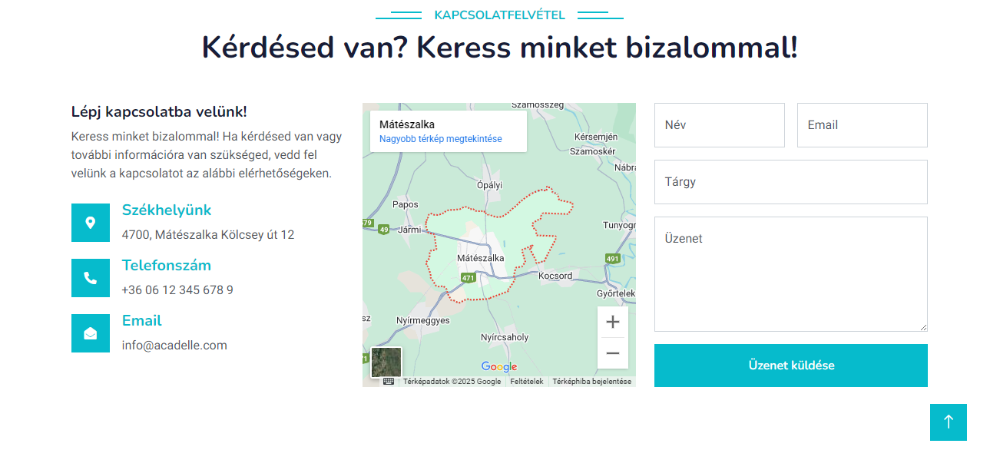 KAPCSOLATFELVÉTEL
Kérdésed van? Keress minket bizalommal!
Lépj kapcsolatba velünk!
Keress minket bizalommal! Ha kérdésed van vagy
további információra van szükséged, vedd fel
velünk a kapcsolatot az alábbi elérhetőségeken.
Székhelyünk
4700, Mátészalka Kölcsey út 12
Telefonszám
+36 06 12 345 678 9
Email
info@acadelle.com
Szamosszeg
Mátészalka
Nagyobb térkép megtekintése
Kérsemjén
Szamoskér
Nábra
Ópályi
Papos
79
49
Jármi
Tunyogr
Mátészalka
491
471
Kocsord
Győrtelek
sz
Nyírmeggyes
Nyírcsaholy
71
Google
Térképadatok ©2025 Google
Feltételek
Térképhiba bejelentése
Név
Email
Tárgy
Üzenet
Üzenet küldése